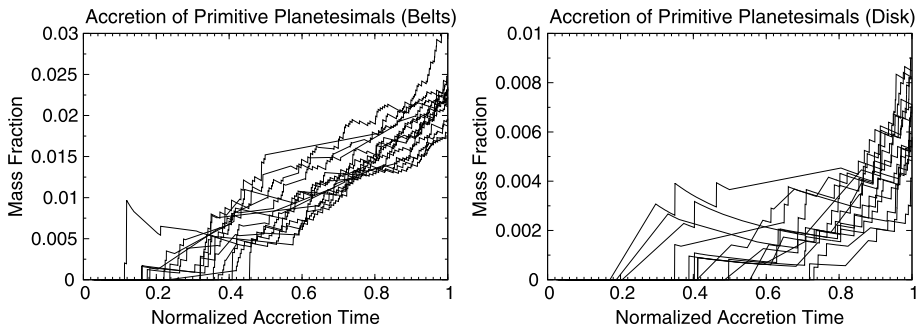 Accretion of Primitive Planetesimals (Belts)
Mass Fraction
0.03
0.025
0.02
0.015
0.01
0.005
0
0 0.2 0.4 0.6 0.8 1
Normalized Accretion Time
Accretion of Primitive Planetesimals (Disk)
Mass Fraction
0.01
0.008
0.006
0.004
0.002
0
0 0.2 0.4 0.6 0.8 1
Normalized Accretion Time